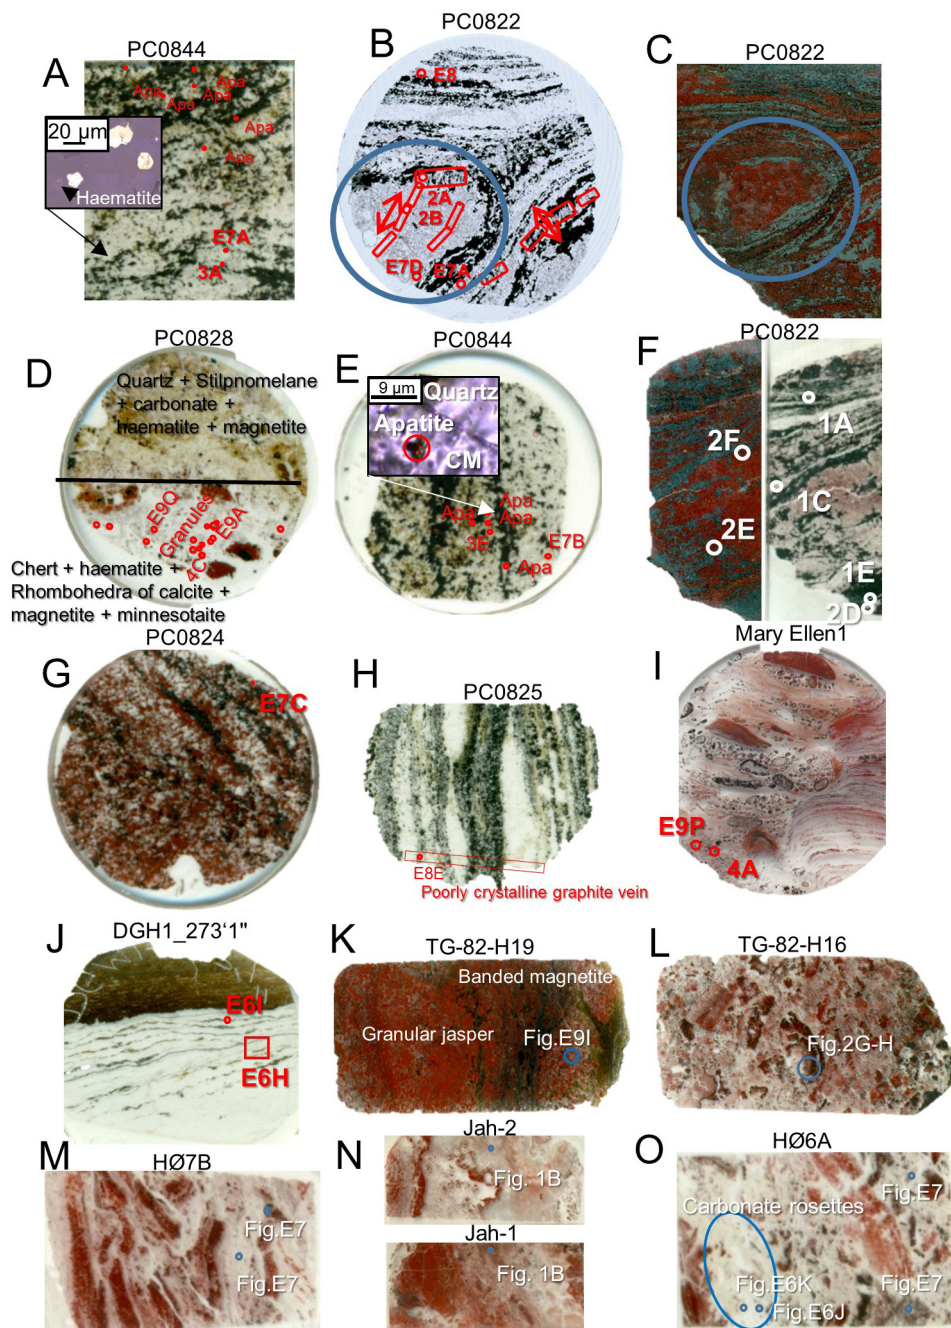 A
PC0844
Apa
Apa
Apa
Apa
Apa
Apa
20 µm
Haematite
E7A
3A
B
PC0822
E8
2A
2B
E7D
E7A
C
PC0822
D
PC0828
Quartz + Stilpnomelane
+ carbonate +
haematite + magnetite
E9Q
Granules
E9A
4C
Chert + haematite +
Rhombohedra of calcite +
magnetite + minnesotaite
E
PC0844
9 µm
Quartz
Apatite
CM
Apa
Apa
Apa
3E
E7B
Apa
F
PC0822
1A
2F
1C
2E
1E
2D
G
PC0824
E7C
H
PC0825
E8E
Poorly crystalline graphite vein
I
Mary Ellen1
E9P
4A
J
DGH1_273‘1"
E6I
E6H
K
TG-82-H19
Banded magnetite
Granular jasper
Fig.E9I
L
TG-82-H16
Fig.2G-H
M
HØ7B
Fig.E7
Fig.E7
N
Jah-2
Fig. 1B
Jah-1
Fig. 1B
O
HØ6A
Fig.E7
Carbonate rosettes
Fig.E6K
Fig.E7
Fig.E6J